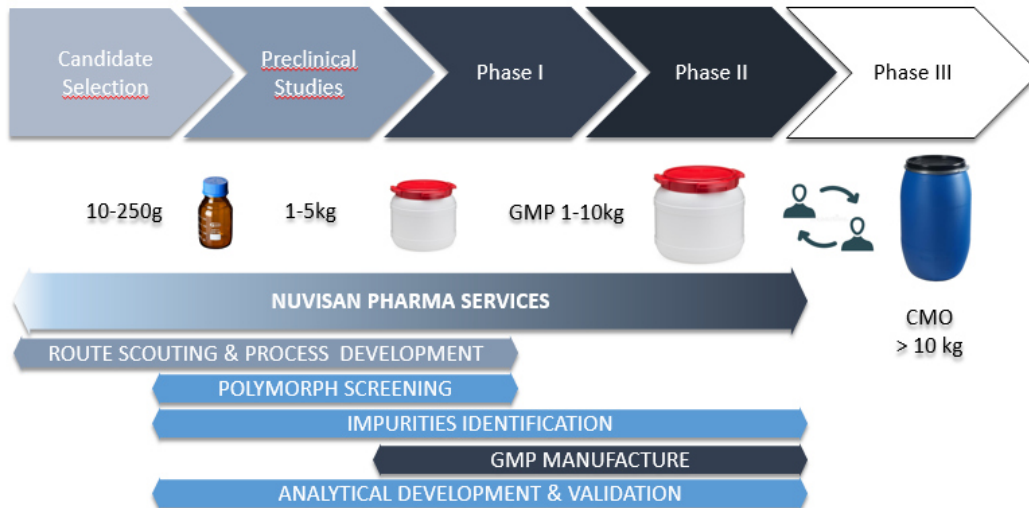 Candidate
Selection
Preclinical
Studies
Phase I
Phase II
Phase III
10-250g
1-5kg
GMP 1-10kg
NUVISAN PHARMA SERVICES
CMO
> 10 kg
ROUTE SCOUTING & PROCESS DEVELOPMENT
POLYMORPH SCREENING
IMPURITIES IDENTIFICATION
GMP MANUFACTURE
ANALYTICAL DEVELOPMENT & VALIDATION